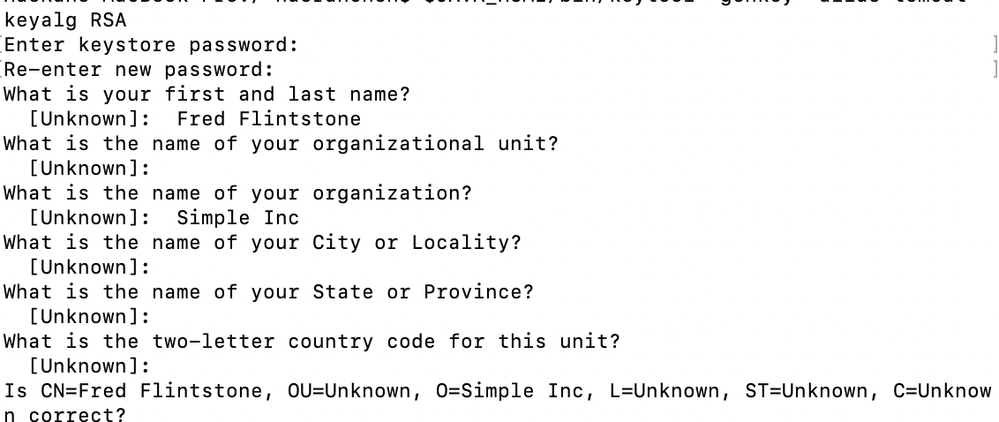 keyalg RSA
[Enter keystore password: ]
[Re-enter new password: ]
What is your first and last name?
[Unknown]: Fred Flintstone
What is the name of your organizational unit?
[Unknown]:
What is the name of your organization?
[Unknown]: Simple Inc
What is the name of your City or Locality?
[Unknown]:
What is the name of your State or Province?
[Unknown]:
What is the two-letter country code for this unit?
[Unknown]:
Is CN=Fred Flintstone, OU=Unknown, O=Simple Inc, L=Unknown, ST=Unknown, C=Unknow
n correct?